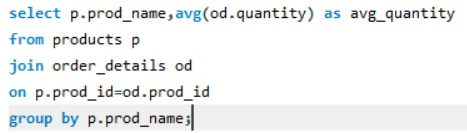 select p.prod_name,avg(od.quantity) as avg_quantity
from products p
join order_details od
on p.prod_id=od.prod_id
group by p.prod_name;